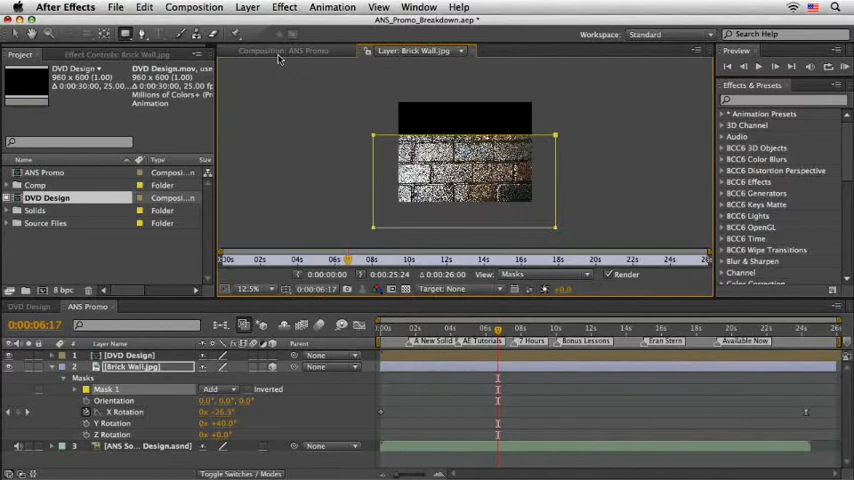 After Effects File Edit Composition Layer Effect Animation View Window Help
ANS_Promo_Breakdown.aep *
Workspace: Standard
Search Help
Project
Effect Controls: Brick Wall.jpg
Composition: ANS Promo
Layer: Brick Wall.jpg
Preview
DVD Design
960 x 600 (1.00)
Δ 0:00:30:00, 25.00 f
DVD Design.mov, use
960 x 600 (1.00)
Δ 0:00:30:00, 25.00 fp
Millions of Colors+ (Pr
Animation
Effects & Presets
* Animation Presets
3D Channel
Audio
BCC6 3D Objects
BCC6 Color Blurs
BCC6 Distortion Perspective
BCC6 Effects
BCC6 Generators
BCC6 Keys Matte
BCC6 Lights
BCC6 OpenGL
BCC6 Time
BCC6 Wipe Transitions
Blur & Sharpen
Channel
Name Type Size
ANS Promo Composi...
Comp Folder
DVD Design Composi...
Solids Folder
Source Files Folder
8 bpc
00s 02s 04s 06s 08s 10s 12s 14s 16s 18s 20s 22s 24s 26s
0:00:00:00 0:00:25:24 Δ 0:00:26:00 View: Masks Render
12.5% 0:00:06:17 Target: None +0.0
DVD Design ANS Promo
0:00:06:17
:00s 02s 04s 06s 08s 10s 12s 14s 16s 18s 20s 22s 24s 26s
# Layer Name Parent
A New Solid AE Tutorials 7 Hours Bonus Lessons Eran Stern Available Now
1 [DVD Design] None
2 [Brick Wall.jpg] None
Masks
Mask 1 Add Inverted
Orientation 0.0°, 0.0°, 0.0°
X Rotation 0x -26.3°
Y Rotation 0x +40.0°
Z Rotation 0x +0.0°
3 [ANS So... Design.asnd] None
Toggle Switches / Modes